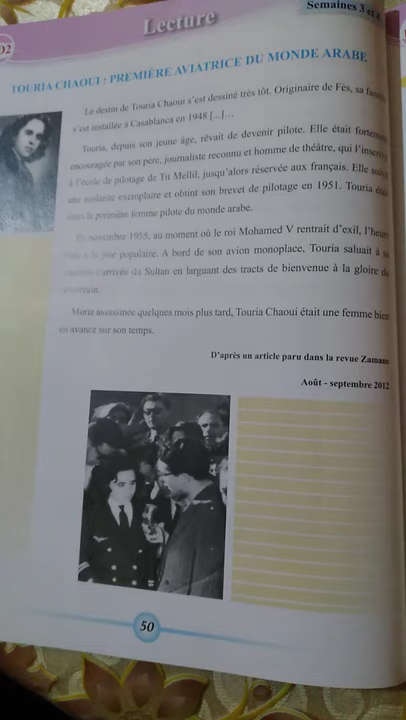 Lecture
Semaines 3 et 4
02
TOURIA CHAOUI : PREMIÈRE AVIATRICE DU MONDE ARABE
Le destin de Touria Chaoui s'est dessiné très tôt. Originaire de Fès, sa famille
s'est installée à Casablanca en 1948 [...]…
Touria, depuis son jeune âge, rêvait de devenir pilote. Elle était fortement
encouragée par son père, journaliste reconnu et homme de théâtre, qui l'inscrivit
à l'école de pilotage de Tit Mellil, jusqu'alors réservée aux français. Elle
une scolarité exemplaire et obtint son brevet de pilotage en 1951. Touria
la première femme pilote du monde arabe.
En novembre 1955, au moment où le roi Mohamed V rentrait d'exil, l'heure
à la joie populaire. A bord de son avion monoplace, Touria saluait à sa
arrivée du Sultan en larguant des tracts de bienvenue à la gloire du
Morte assassinée quelques mois plus tard, Touria Chaoui était une femme bien
en avance sur son temps.
D'après un article paru dans la revue Zamane
Août - septembre 2012
50